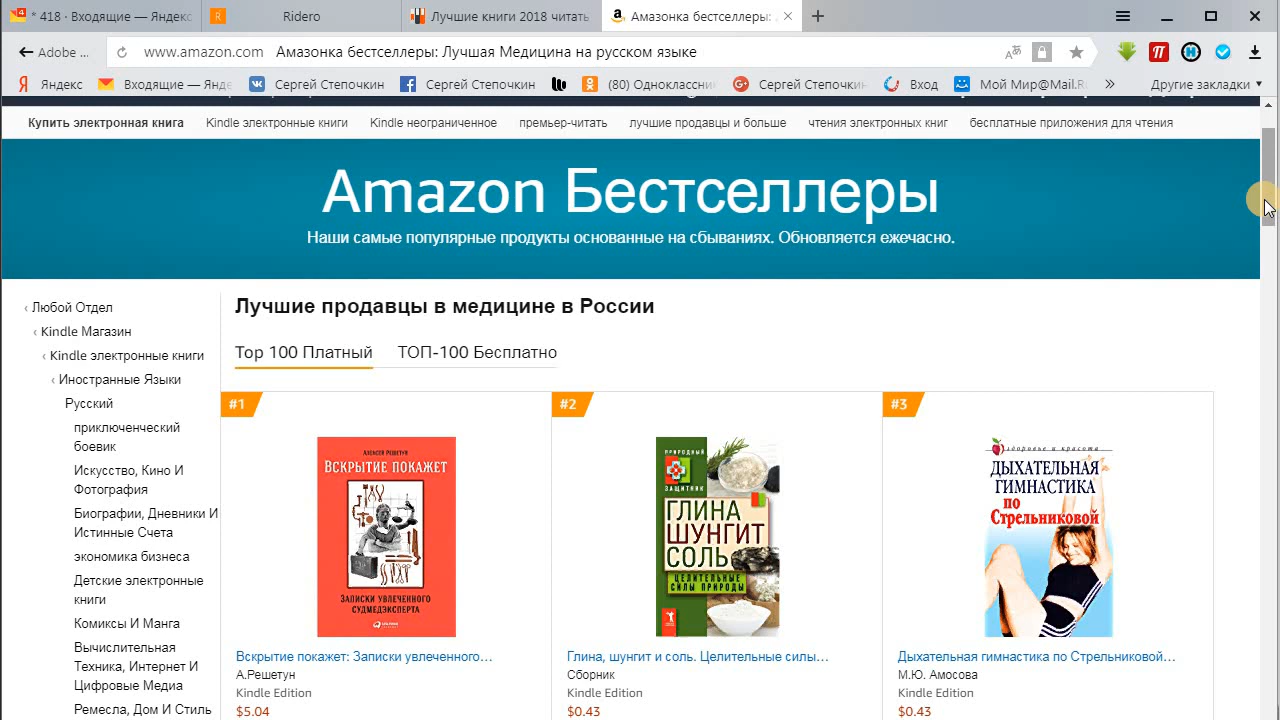 * 418 · Входящие — Яндекс
Ridero
Лучшие книги 2018 читать
Амазонка бестселлеры:
Adobe ...
www.amazon.com Амазонка бестселлеры: Лучшая Медицина на русском языке
Яндекс
Входящие — Янде
Сергей Степочкин
Сергей Степочкин
(80) Одноклассни
Сергей Степочкин
Вход
Мой Мир@Mail.Ru
»
Другие закладки
Купить электронная книга
Kindle электронные книги
Kindle неограниченное
премьер-читать
лучшие продавцы и больше
чтения электронных книг
бесплатные приложения для чтения
Amazon Бестселлеры
Наши самые популярные продукты основанные на сбываниях. Обновляется ежечасно.
‹ Любой Отдел
‹ Kindle Магазин
‹ Kindle электронные книги
‹ Иностранные Языки
Русский
приключенческий
боевик
Искусство, Кино И
Фотография
Биографии, Дневники И
Истинные Счета
экономика бизнеса
Детские электронные
книги
Комиксы И Манга
Вычислительная
Техника, Интернет И
Цифровые Медиа
Ремесла, Дом И Стиль
Лучшие продавцы в медицине в России
Top 100 Платный
ТОП-100 Бесплатно
#1
АЛЕКСЕЙ РЕШЕТУН
ВСКРЫТИЕ ПОКАЖЕТ
ЗАПИСКИ УВЛЕЧЕННОГО
СУДМЕДЭКСПЕРТА
Вскрытие покажет: Записки увлеченного…
А.Решетун
Kindle Edition
$5.04
#2
ПРИРОДНЫЙ
ЗАЩИТНИК
ГЛИНА
ШУНГИТ
СОЛЬ
ЦЕЛИТЕЛЬНЫЕ
СИЛЫ ПРИРОДЫ
Глина, шунгит и соль. Целительные силы…
Сборник
Kindle Edition
$0.43
#3
здоровье и красота
ДЫХАТЕЛЬНАЯ
ГИМНАСТИКА
по
Стрельниковой
Дыхательная гимнастика по Стрельниковой…
М.Ю. Амосова
Kindle Edition
$0.43